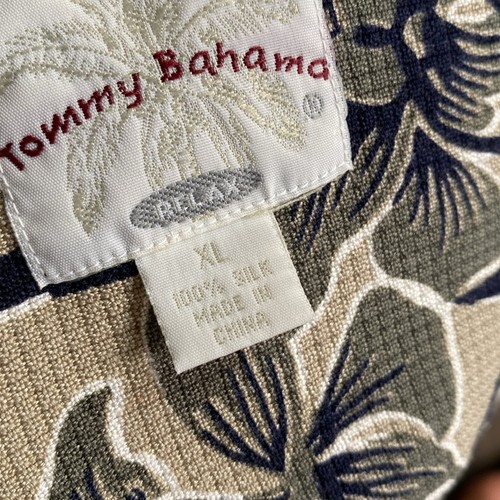 Tommy Bahama
®
RELAX
XL
100% SILK
MADE IN
CHINA